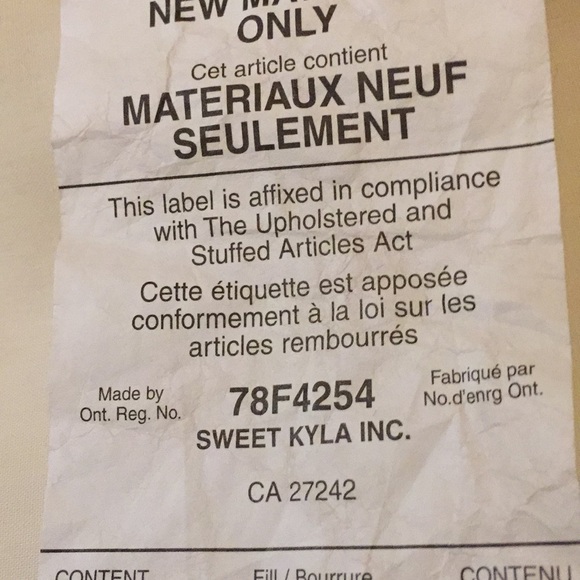 NEW
ONLY
Cet article contient
MATERIAUX NEUF
SEULEMENT
This label is affixed in compliance
with The Upholstered and
Stuffed Articles Act
Cette étiquette est apposée
conformement à la loi sur les
articles rembourrés
Made by
Ont. Reg. No.
78F4254
Fabriqué par
No.d'enrg Ont.
SWEET KYLA INC.
CA 27242
CONTENT
Fill / Bourrure
CONTENU